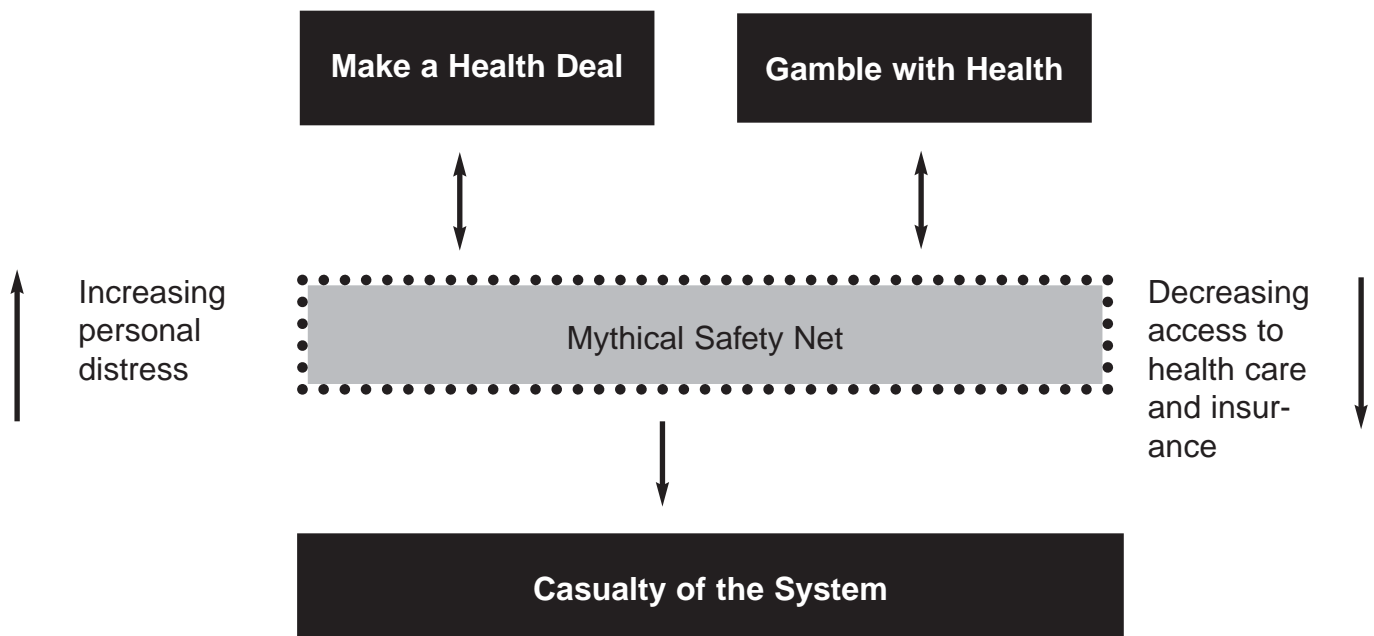 Make a Health Deal
Gamble with Health
Increasing
personal
distress
Mythical Safety Net
Decreasing
access to
health care
and insur-
ance
Casualty of the System